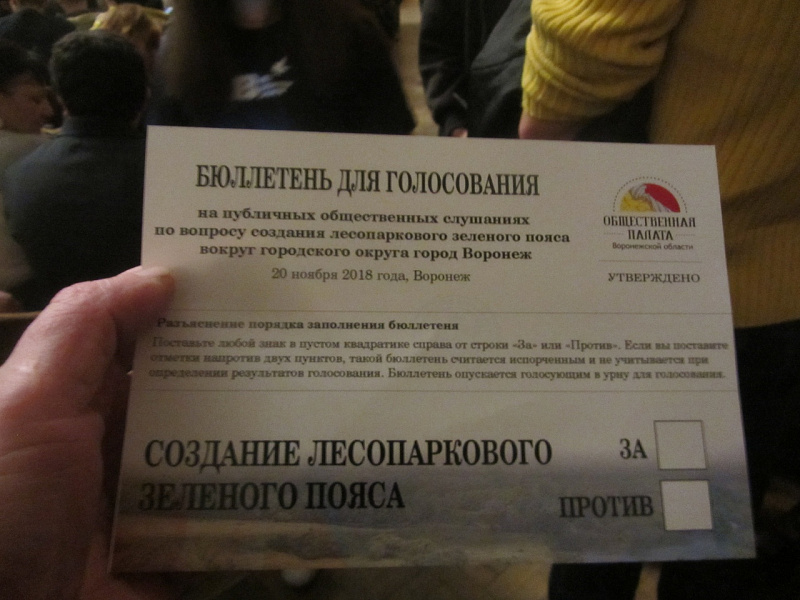 БЮЛЛЕТЕНЬ ДЛЯ ГОЛОСОВАНИЯ
на публичных общественных слушаниях
по вопросу создания лесопаркового зеленого пояса
вокруг городского округа город Воронеж
20 ноября 2018 года, Воронеж
ОБЩЕСТВЕННАЯ
ПАЛАТА
Воронежской области
УТВЕРЖДЕНО
Разъяснение порядка заполнения бюллетеня
Поставьте любой знак в пустом квадратике справа от строки «За» или «Против». Если вы поставите
отметки напротив двух пунктов, такой бюллетень считается испорченным и не учитывается при
определении результатов голосования. Бюллетень опускается голосующим в урну для голосования.
СОЗДАНИЕ ЛЕСОПАРКОВОГО
ЗЕЛЕНОГО ПОЯСА
ЗА
ПРОТИВ